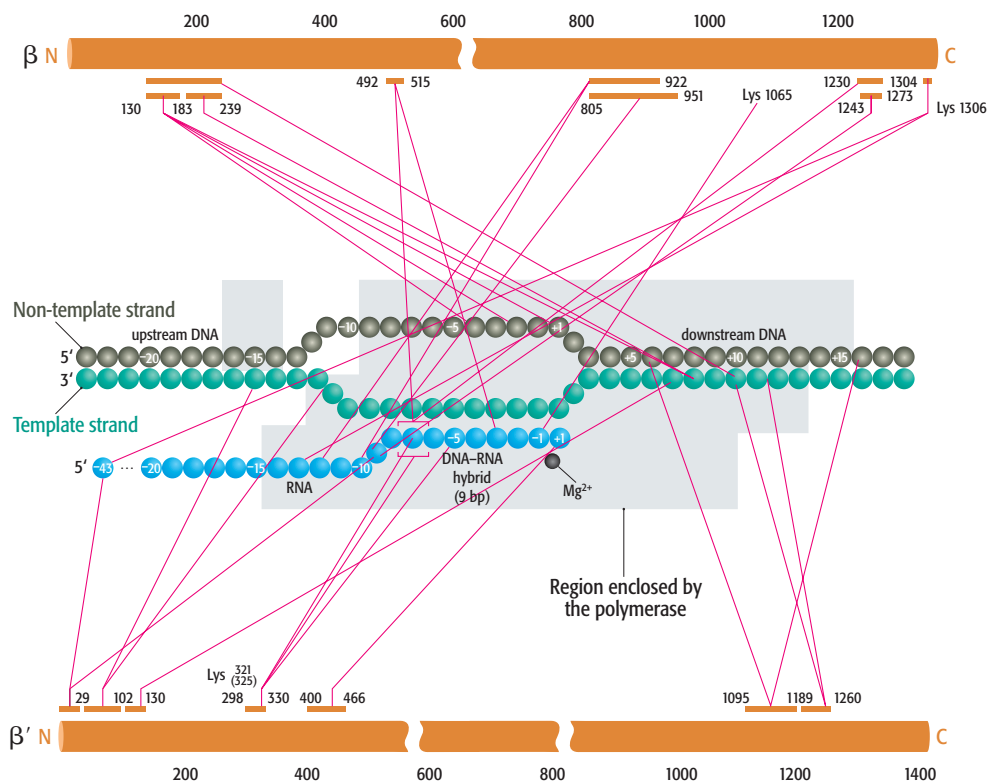 200 400 600 800 1000 1200
β N C
492 515 922 1230 1304
130 183 239 805 951 Lys 1065 1243 1273 Lys 1306
Non-template strand
upstream DNA −10 −5 +1 downstream DNA
5′ −20 −15 +5 +10 +15
3′
Template strand
5′ −43 ... −20 −15 −10 −5 −1 +1
RNA
DNA–RNA
hybrid
(9 bp)
Mg2+
Region enclosed by
the polymerase
Lys 321
(325)
29 102 130 298 330 400 466 1095 1189 1260
β′ N C
200 400 600 800 1000 1200 1400